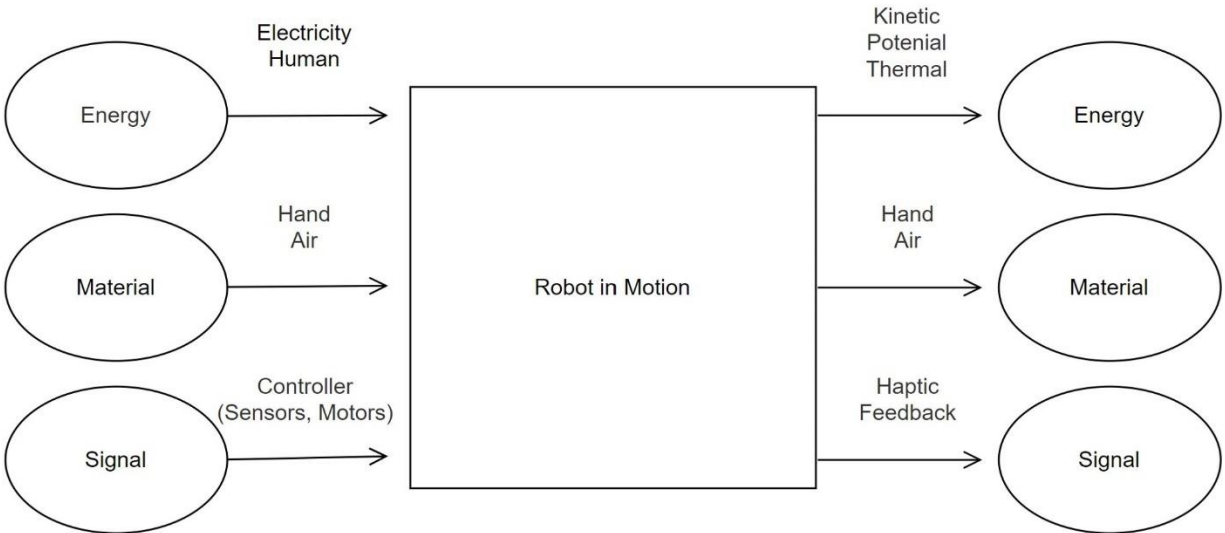 Electricity
Human
Kinetic
Potenial
Thermal
Energy
Energy
Hand
Air
Hand
Air
Material
Robot in Motion
Material
Controller
(Sensors, Motors)
Haptic
Feedback
Signal
Signal